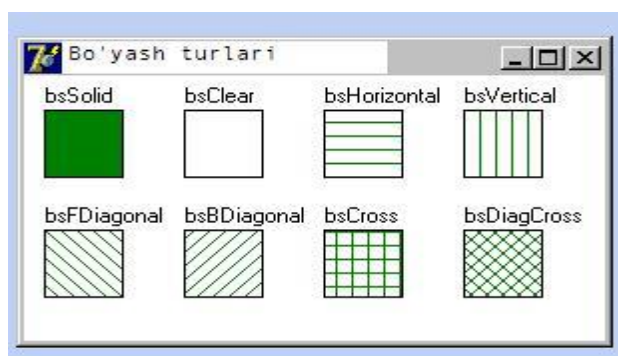 Bo'yash turlari
bsSolid bsClear bsHorizontal bsVertical
bsFDiagonal bsBDiagonal bsCross bsDiagCross